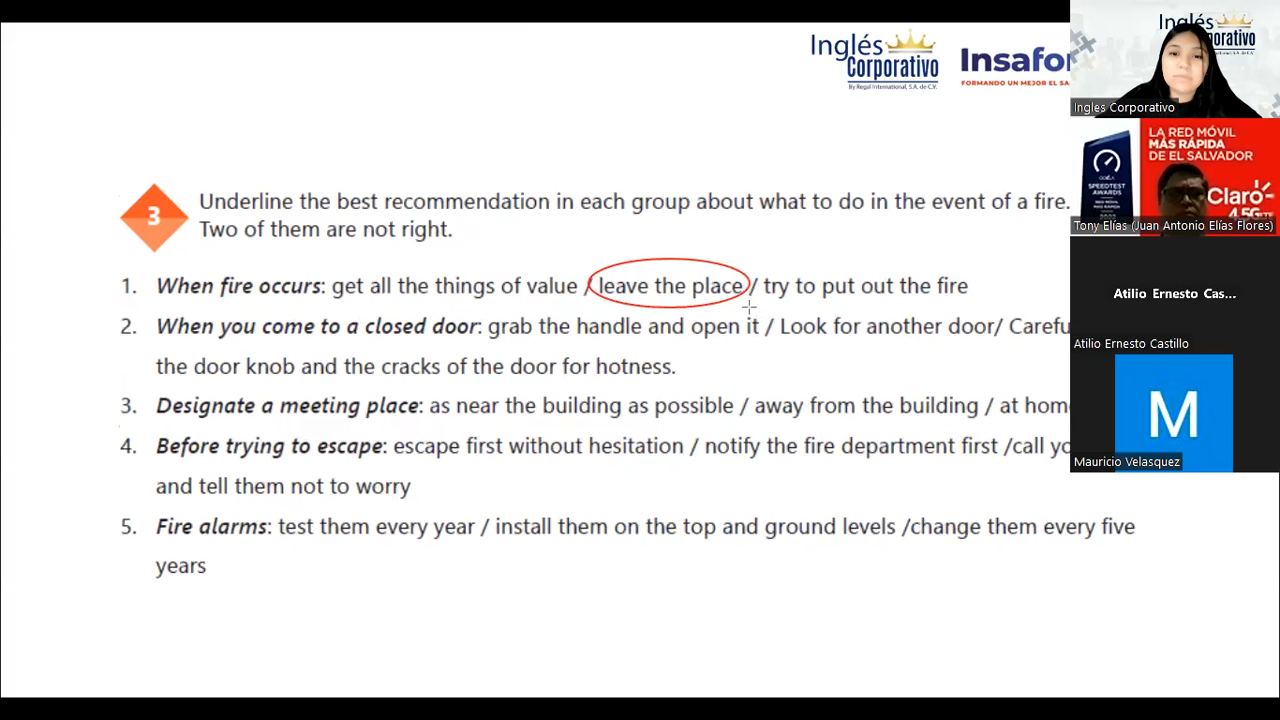 Inglés
Corporativo
By Regal International, S.A. de C.V.
Insafor
FORMANDO UN MEJOR EL SA
Inglés
porativo
Ingles Corporativo
LA RED MÓVIL
MÁS RÁPIDA
DE EL SALVADOR
SPEEDTEST
AWARDS
Claro
4.5G
Tony Elías (Juan Antonio Elías Flores)
Atilio Ernesto Cas...
Atilio Ernesto Castillo
M
Mauricio Velasquez
3
Underline the best recommendation in each group about what to do in the event of a fire.
Two of them are not right.
1. When fire occurs: get all the things of value / leave the place / try to put out the fire
2. When you come to a closed door: grab the handle and open it / Look for another door/ Carefu
the door knob and the cracks of the door for hotness.
3. Designate a meeting place: as near the building as possible / away from the building / at hom
4. Before trying to escape: escape first without hesitation / notify the fire department first /call yo
and tell them not to worry
5. Fire alarms: test them every year / install them on the top and ground levels /change them every five
years